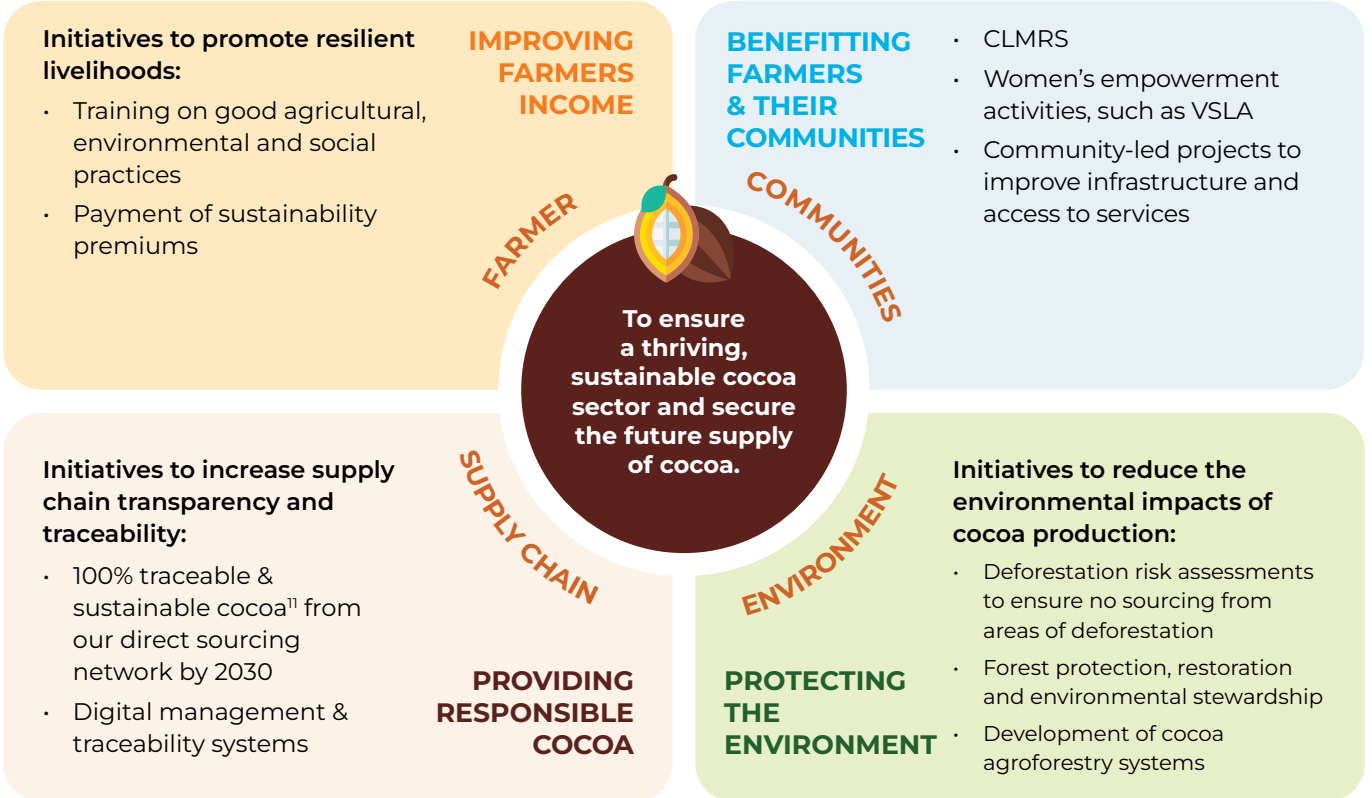 Initiatives to promote resilient
livelihoods:
• Training on good agricultural,
environmental and social
practices
• Payment of sustainability
premiums
IMPROVING
FARMERS
INCOME
FARMER
BENEFITTING
FARMERS
& THEIR
COMMUNITIES
• CLMRS
• Women’s empowerment
activities, such as VSLA
• Community-led projects to
improve infrastructure and
access to services
COMMUNITIES
To ensure
a thriving,
sustainable cocoa
sector and secure
the future supply
of cocoa.
Initiatives to increase supply
chain transparency and
traceability:
• 100% traceable &
sustainable cocoa¹¹ from
our direct sourcing
network by 2030
• Digital management &
traceability systems
SUPPLY CHAIN
PROVIDING
RESPONSIBLE
COCOA
ENVIRONMENT
PROTECTING
THE
ENVIRONMENT
Initiatives to reduce the
environmental impacts of
cocoa production:
• Deforestation risk assessments
to ensure no sourcing from
areas of deforestation
• Forest protection, restoration
and environmental stewardship
• Development of cocoa
agroforestry systems